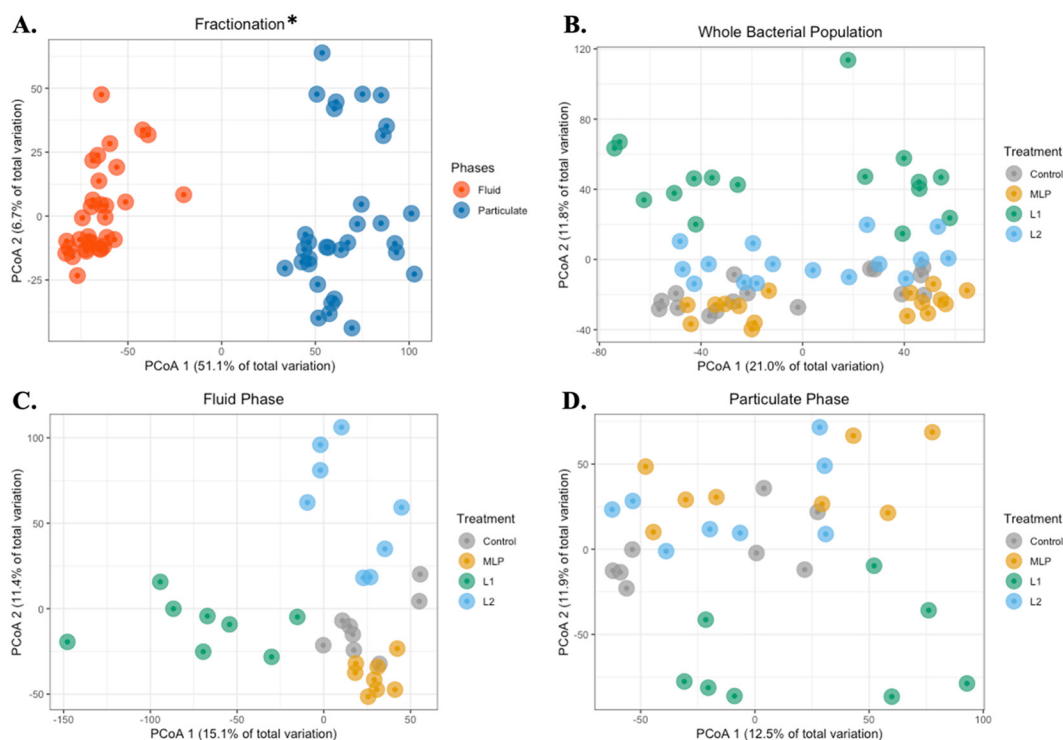 A.
Fractionation*
PCoA 2 (6.7% of total variation)
50
25
0
-25
-50
0
50
100
PCoA 1 (51.1% of total variation)
Phases
Fluid
Particulate
B.
Whole Bacterial Population
PCoA 2 (11.8% of total variation)
120
80
40
0
-40
-80
-40
0
40
PCoA 1 (21.0% of total variation)
Treatment
Control
MLP
L1
L2
C.
Fluid Phase
PCoA 2 (11.4% of total variation)
100
50
0
-50
-150
-100
-50
0
50
PCoA 1 (15.1% of total variation)
Treatment
Control
MLP
L1
L2
D.
Particulate Phase
PCoA 2 (11.9% of total variation)
50
0
-50
-50
0
50
100
PCoA 1 (12.5% of total variation)
Treatment
Control
MLP
L1
L2